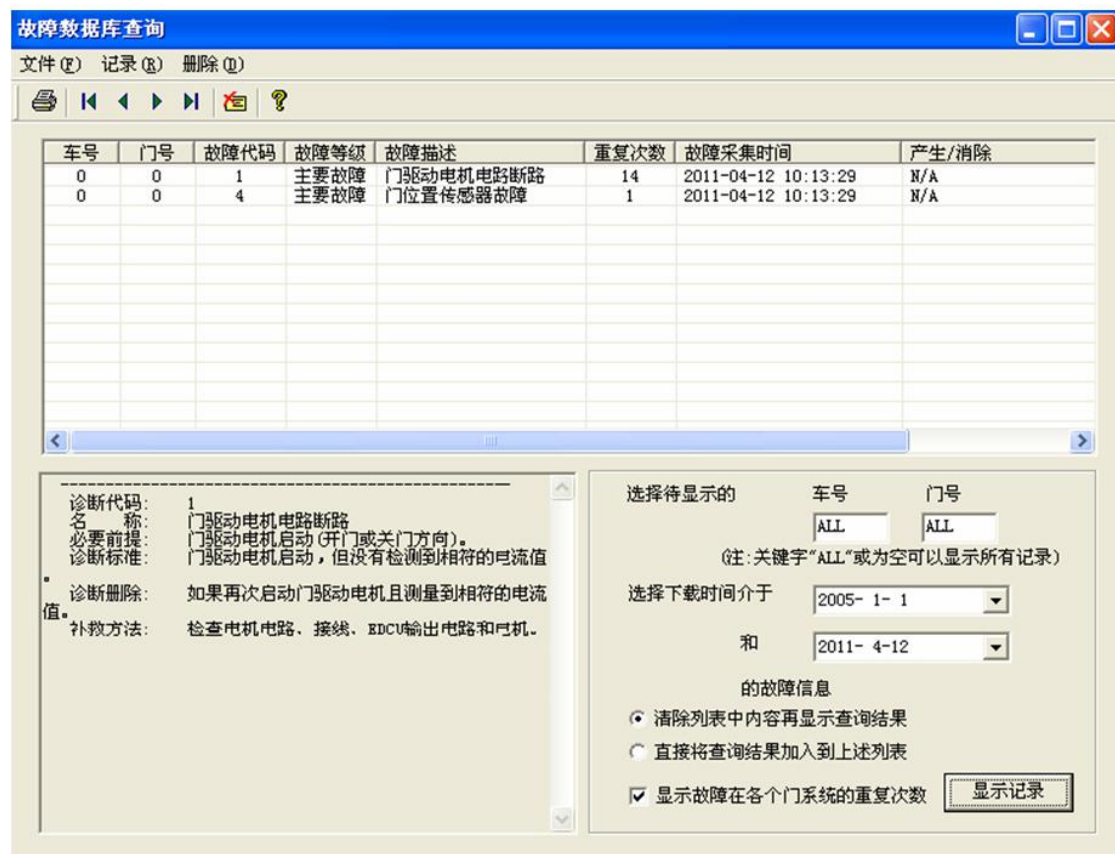 故障数据库查询
文件(F) 记录(R) 删除(D)
车号 门号 故障代码 故障等级 故障描述 重复次数 故障采集时间 产生/消除
0 0 1 主要故障 门驱动电机电路断路 14 2011-04-12 10:13:29 N/A
0 0 4 主要故障 门位置传感器故障 1 2011-04-12 10:13:29 N/A
诊断代码: 1
名 称: 门驱动电机电路断路
必要前提: 门驱动电机启动(开门或关门方向)。
诊断标准: 门驱动电机启动,但没有检测到相符的电流值
。
诊断删除: 如果再次启动门驱动电机且测量到相符的电流
值。
补救方法: 检查电机电路、接线、EDCU输出电路和电机。
选择待显示的 车号 门号
ALL ALL
(注:关键字"ALL"或为空可以显示所有记录)
选择下载时间介于 2005- 1- 1
和 2011- 4-12
的故障信息
清除列表中内容再显示查询结果
直接将查询结果加入到上述列表
显示故障在各个门系统的重复次数 显示记录